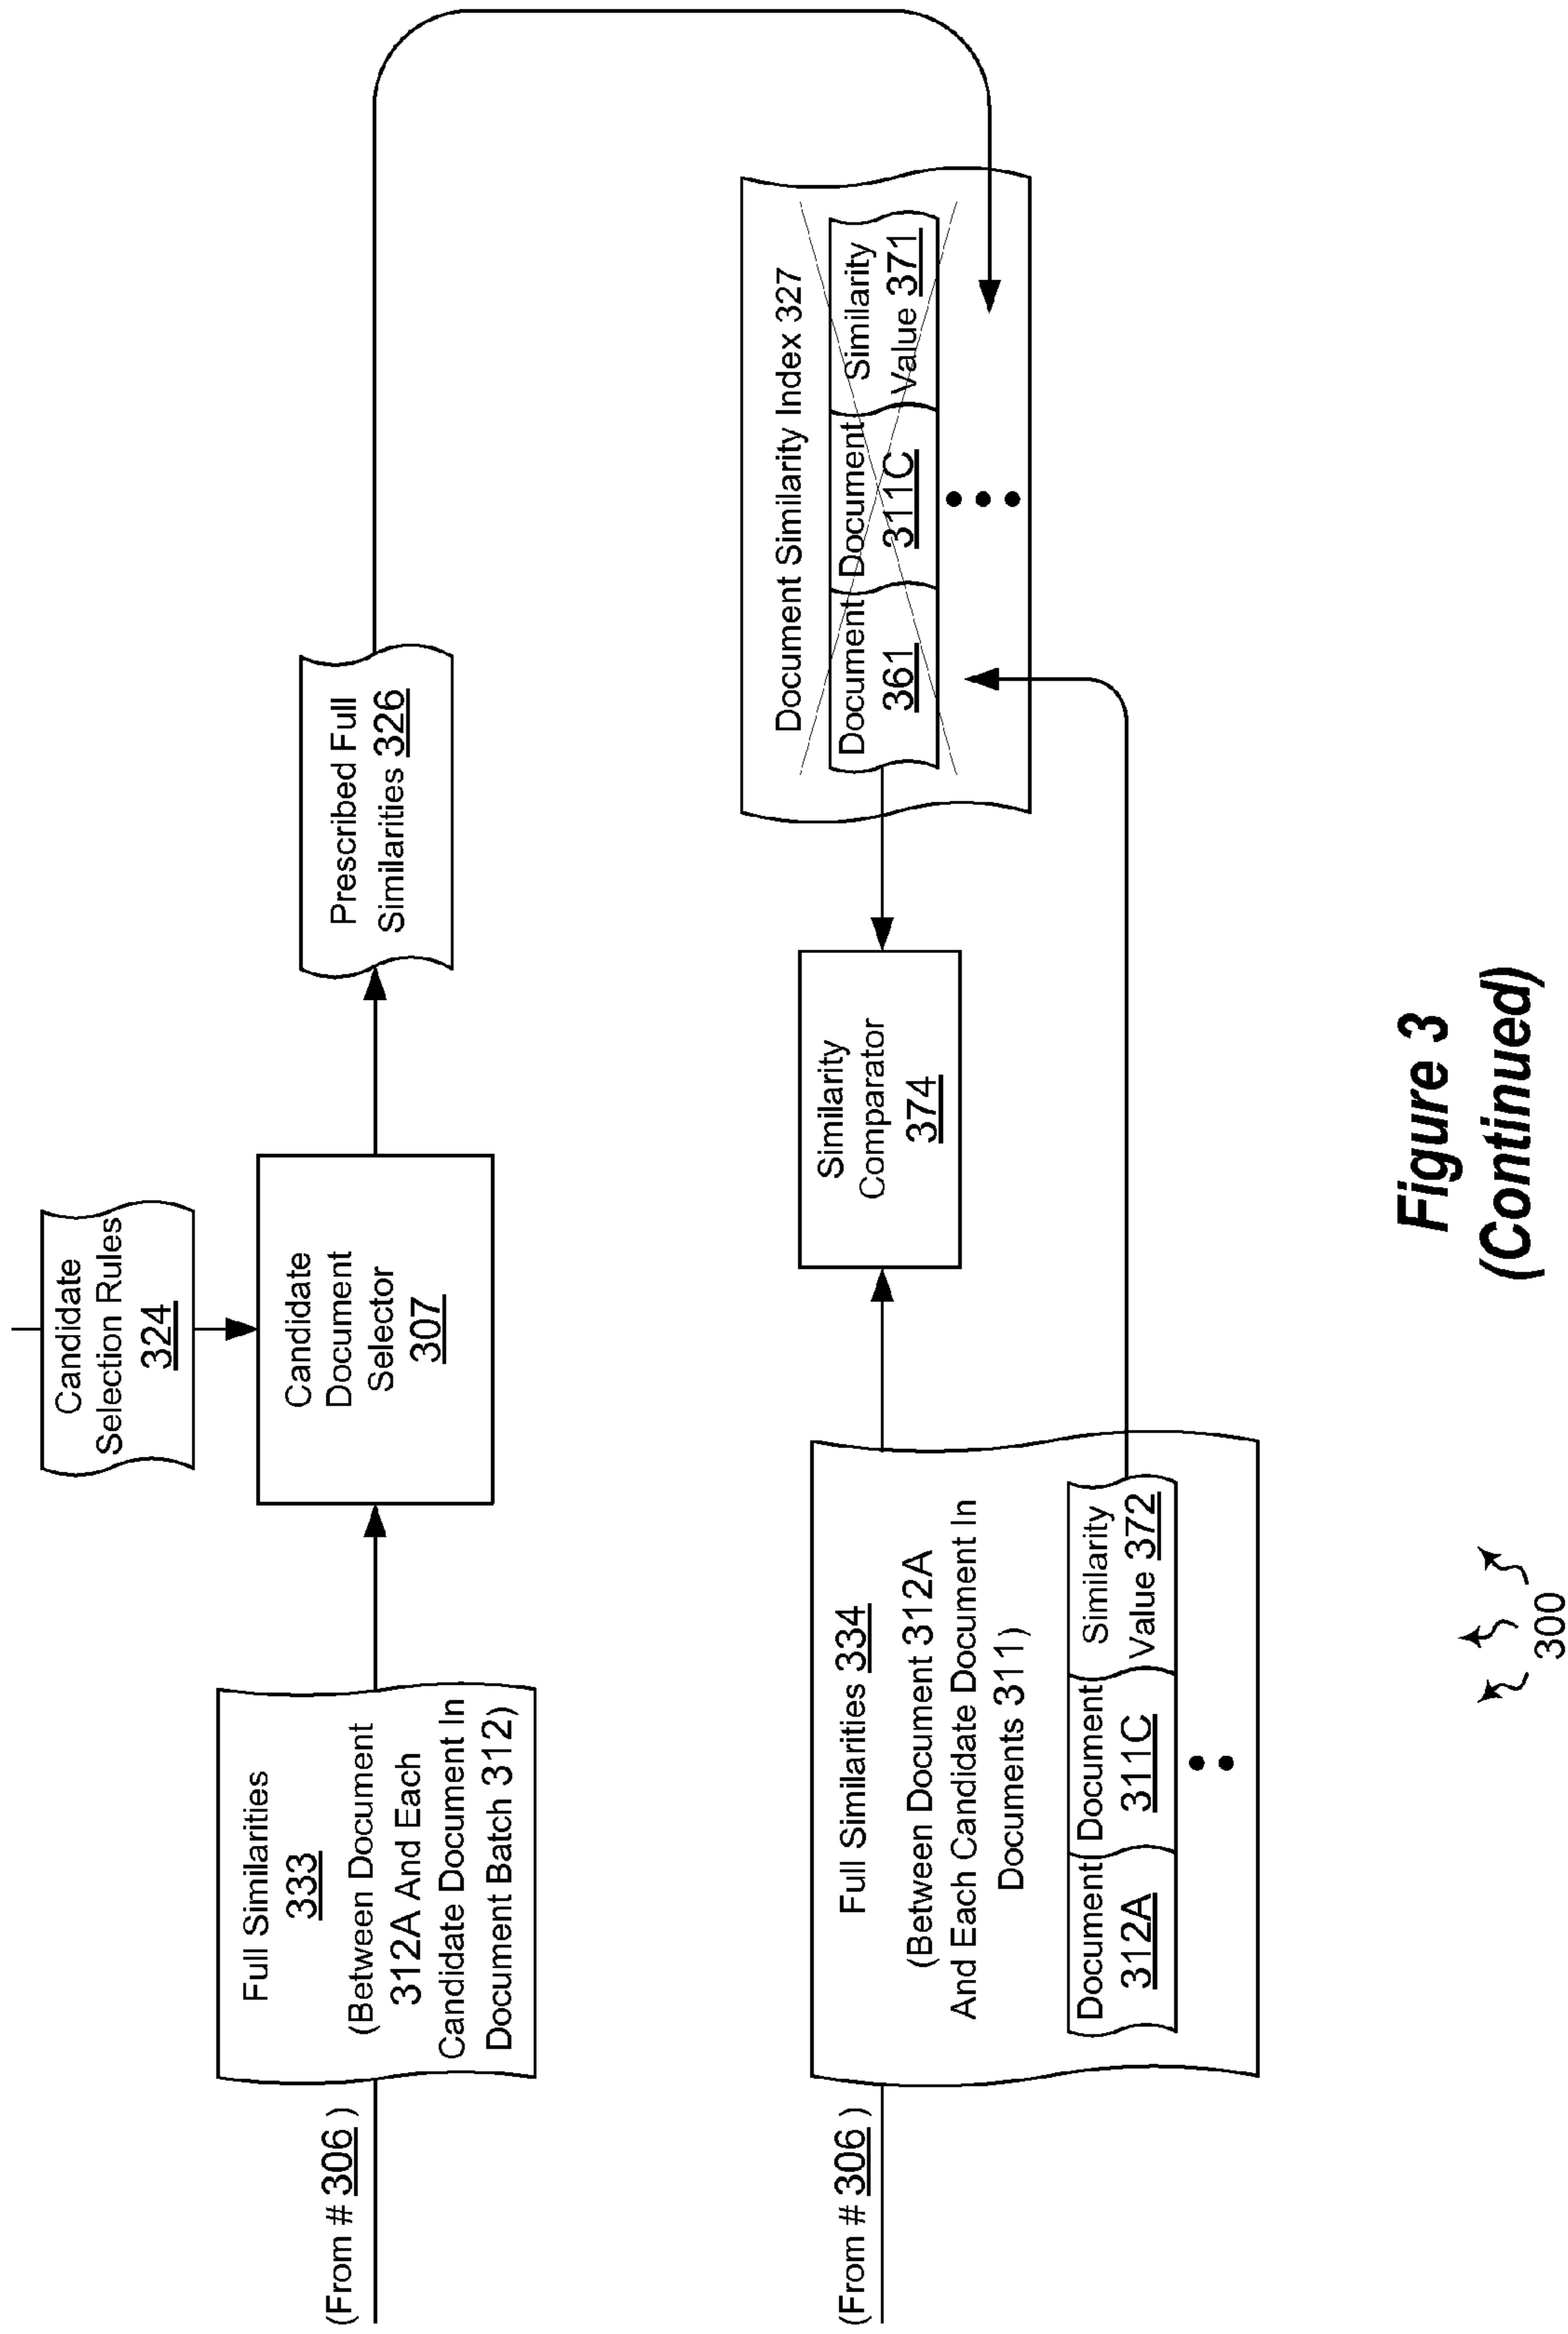 Candidate
Selection Rules
324
(From # 306 )
Full Similarities
333
(Between Document
312A And Each
Candidate Document In
Document Batch 312)
Candidate
Document
Selector
307
Prescribed Full
Similarities 326
(From # 306 )
Full Similarities 334
(Between Document 312A
And Each Candidate Document In
Documents 311)
Document
312A
Document
311C
Similarity
Value 372
Similarity
Comparator
374
Document Similarity Index 327
Document
361
Document
311C
Similarity
Value 371
300
Figure 3
(Continued)